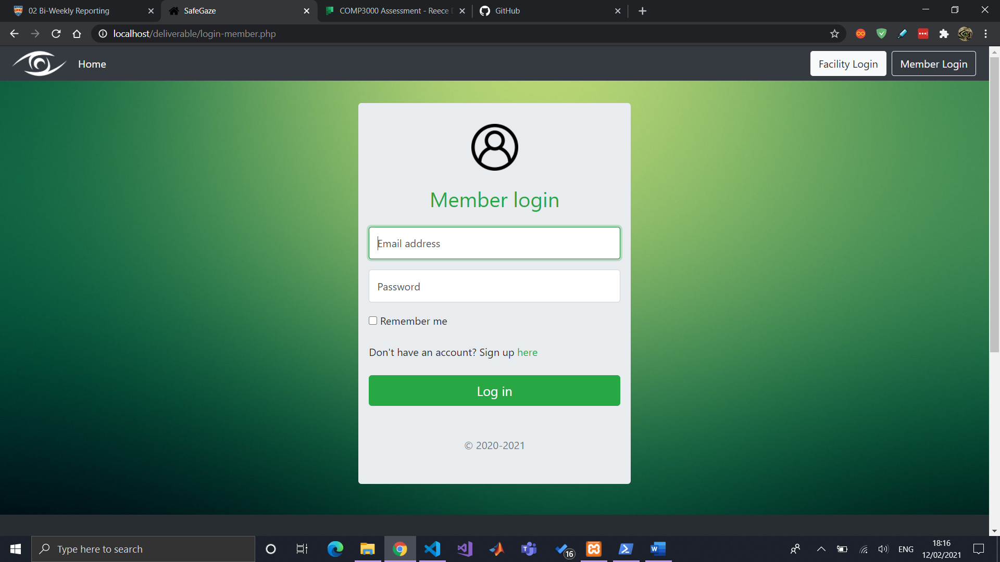 02 Bi-Weekly Reporting
SafeGaze
COMP3000 Assessment - Reece
GitHub
localhost/deliverable/login-member.php
Home
Facility Login
Member Login
Member login
Email address
Password
Remember me
Don't have an account? Sign up here
Log in
© 2020-2021
Type here to search
16
ENG
18:16
12/02/2021